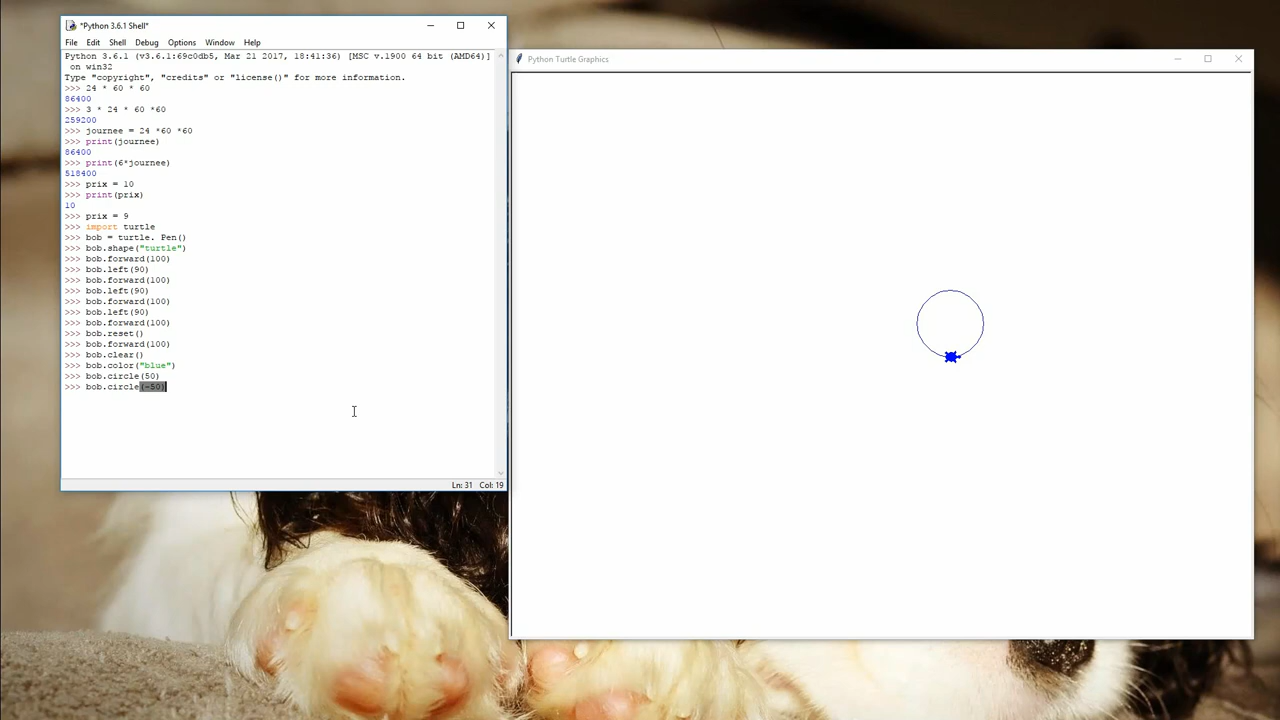 *Python 3.6.1 Shell*
File Edit Shell Debug Options Window Help
Python 3.6.1 (v3.6.1:69c0db5, Mar 21 2017, 18:41:36) [MSC v.1900 64 bit (AMD64)]
on win32
Type "copyright", "credits" or "license()" for more information.
>>> 24 * 60 * 60
86400
>>> 3 * 24 * 60 *60
259200
>>> journee = 24 *60 *60
>>> print(journee)
86400
>>> print(6*journee)
518400
>>> prix = 10
>>> print(prix)
10
>>> prix = 9
>>> import turtle
>>> bob = turtle. Pen()
>>> bob.shape("turtle")
>>> bob.forward(100)
>>> bob.left(90)
>>> bob.forward(100)
>>> bob.left(90)
>>> bob.forward(100)
>>> bob.left(90)
>>> bob.forward(100)
>>> bob.reset()
>>> bob.forward(100)
>>> bob.clear()
>>> bob.color("blue")
>>> bob.circle(50)
>>> bob.circle(-50)
Ln: 31 Col: 19
Python Turtle Graphics